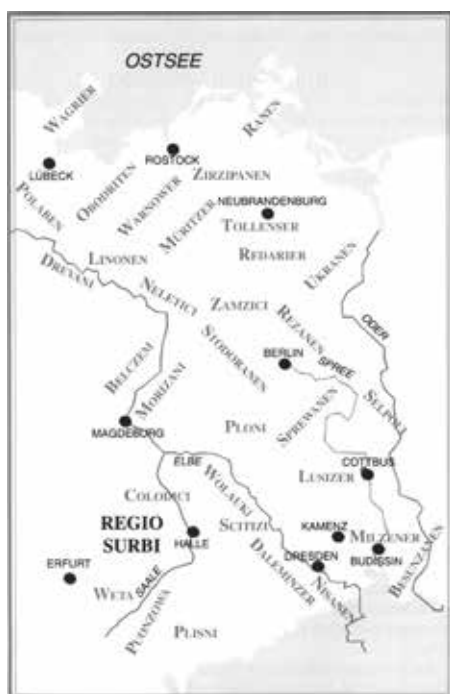 OSTSEE
WAGRIER
RANEN
LÜBECK
ROSTOCK
ZIRZIPANEN
POLABEN
OBODRITEN
WARNOWER
MÜRITZER
NEUBRANDENBURG
TOLLENSER
REDARIER
UKRANEN
LINONEN
DREVANI
NELETICI
ZAMZICI
REZANEN
ODER
STODORANEN
BERLIN
SPREE
BELCZEM
MORIZANI
SPREWANEN
SELPOLI
MAGDEBURG
PLONI
ELBE
COTTBUS
LUSIZER
WOLAUKI
COLODICI
REGIO
SURBI
HALLE
SCITIZI
KAMENZ
MILZENER
BUDISSIN
BESUNZANEN
DRESDEN
DALEMINZER
NISANEN
ERFURT
WETA
SAALE
PUONZOWA
PLISNI